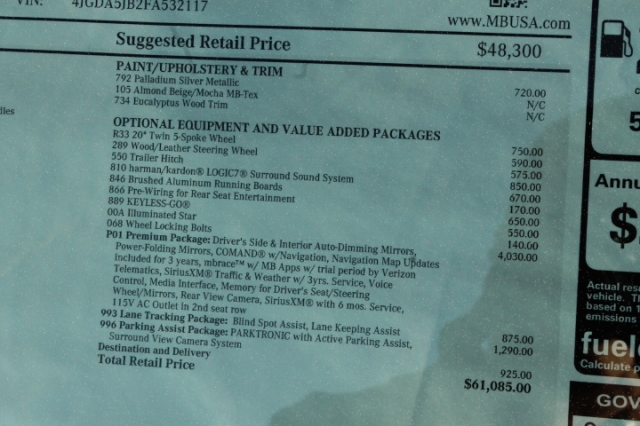 VIN: 4JGDA5JB2FA532117
www.MBUSA.com
Suggested Retail Price $48,300
PAINT/UPHOLSTERY & TRIM
792 Palladium Silver Metallic 720.00
105 Almond Beige/Mocha MB-Tex N/C
734 Eucalyptus Wood Trim N/C
OPTIONAL EQUIPMENT AND VALUE ADDED PACKAGES
R33 20" Twin 5-Spoke Wheel 750.00
289 Wood/Leather Steering Wheel 590.00
550 Trailer Hitch 575.00
810 harman/kardon® LOGIC7® Surround Sound System 850.00
846 Brushed Aluminum Running Boards 670.00
866 Pre-Wiring for Rear Seat Entertainment 170.00
889 KEYLESS-GO® 650.00
00A Illuminated Star 550.00
068 Wheel Locking Bolts 140.00
P01 Premium Package: Driver's Side & Interior Auto-Dimming Mirrors, 4,030.00
Power-Folding Mirrors, COMAND® w/Navigation, Navigation Map Updates
Included for 3 years, mbrace™ w/ MB Apps w/ trial period by Verizon
Telematics, SiriusXM® Traffic & Weather w/ 3yrs. Service, Voice
Control, Media Interface, Memory for Driver's Seat/Steering
Wheel/Mirrors, Rear View Camera, SiriusXM® with 6 mos. Service,
115V AC Outlet in 2nd seat row
993 Lane Tracking Package: Blind Spot Assist, Lane Keeping Assist 875.00
996 Parking Assist Package: PARKTRONIC with Active Parking Assist, 1,290.00
Surround View Camera System
Destination and Delivery 925.00
Total Retail Price $61,085.00
5
Annu
$
Actual res
vehicle. T
based on 1
emissions
fuel
Calculate p
GOV